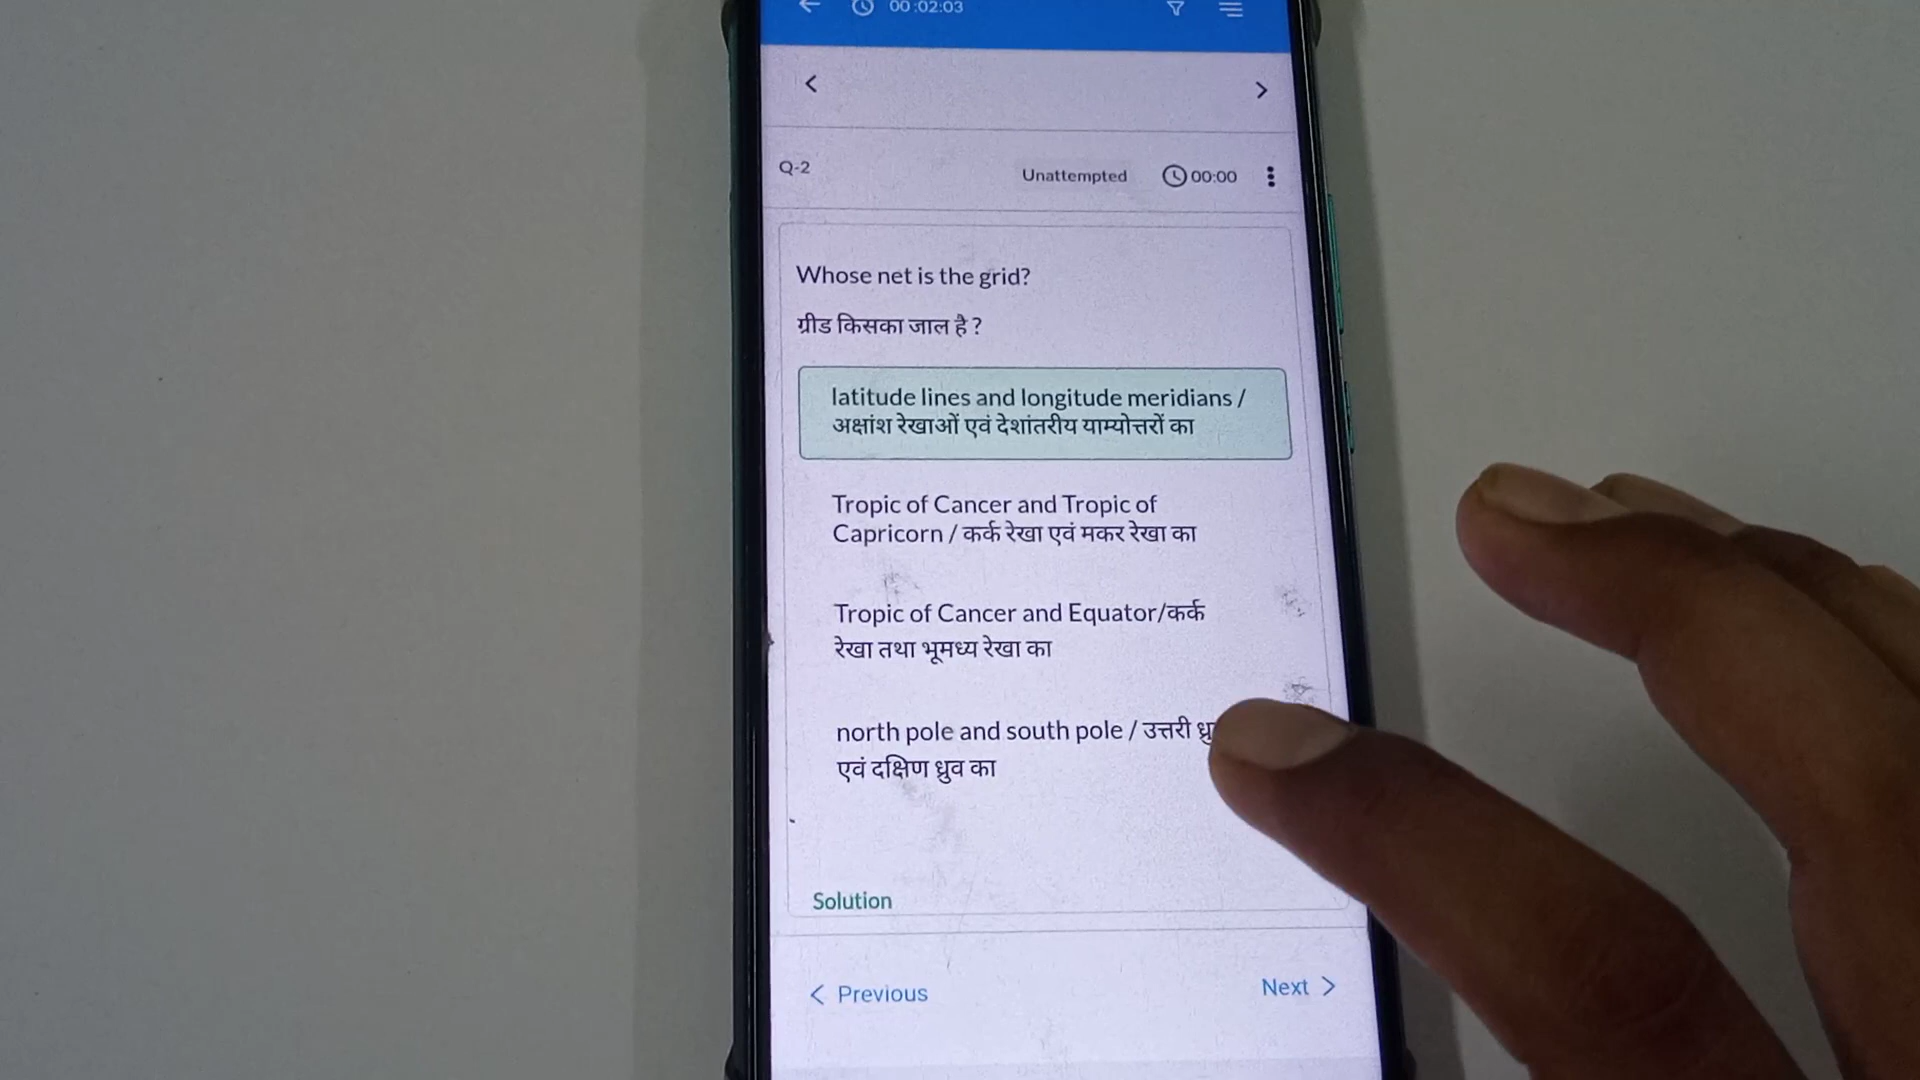 00:02:03
Q-2
Unattempted
00:00
Whose net is the grid?
ग्रीड किसका जाल है ?
latitude lines and longitude meridians /
अक्षांश रेखाओं एवं देशांतरीय याम्योत्तरों का
Tropic of Cancer and Tropic of
Capricorn / कर्क रेखा एवं मकर रेखा का
Tropic of Cancer and Equator/कर्क
रेखा तथा भूमध्य रेखा का
north pole and south pole / उत्तरी
एवं दक्षिण ध्रुव का
Solution
Previous
Next